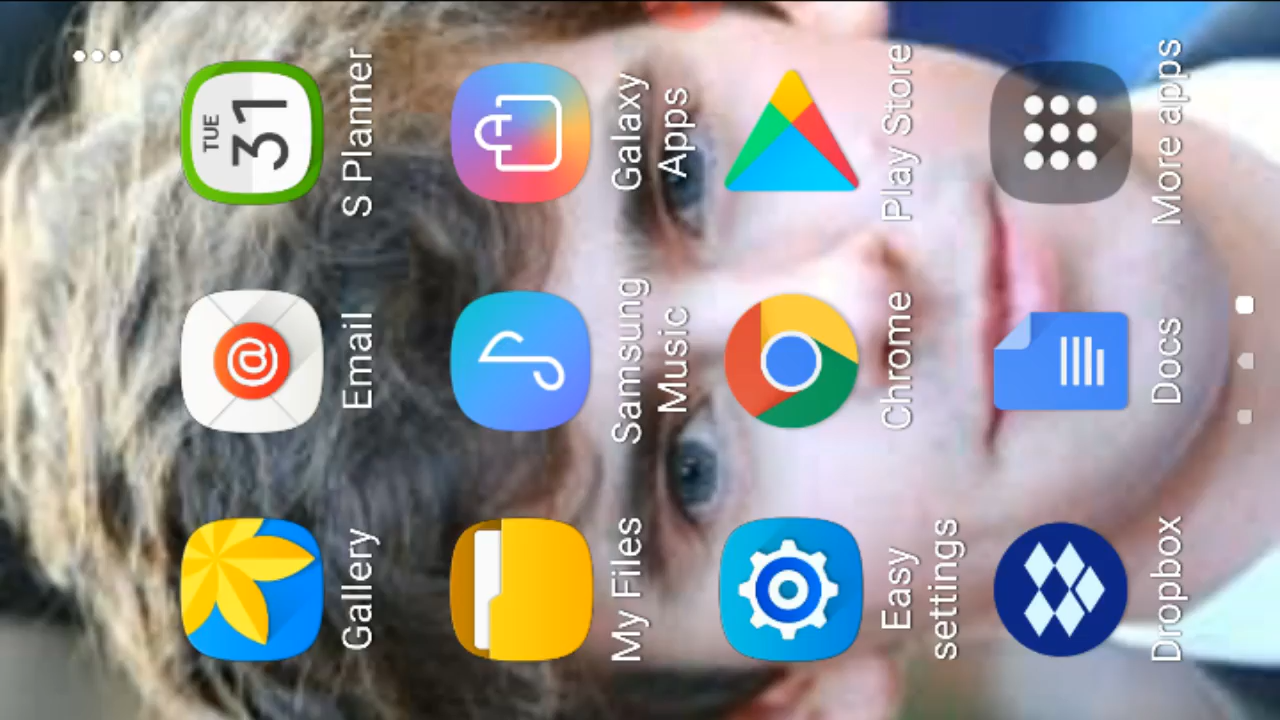 TUE
31
@
Gallery
Email
S Planner
My Files
Samsung
Music
Galaxy
Apps
Easy
settings
Chrome
Play Store
Dropbox
Docs
More apps